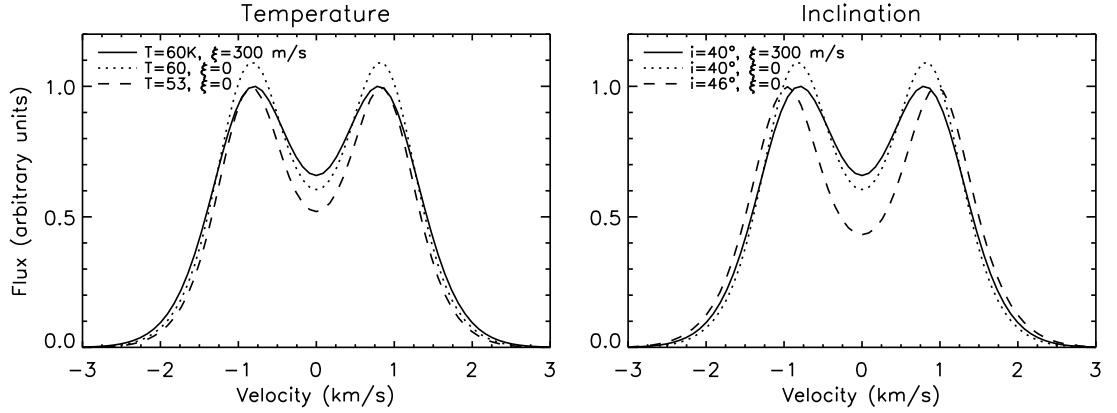 Temperature
T=60K, ξ=300 m/s
T=60, ξ=0
T=53, ξ=0
1.0
0.5
0.0
Flux (arbitrary units)
−3 −2 −1 0 1 2 3
Velocity (km/s)
Inclination
i=40°, ξ=300 m/s
i=40°, ξ=0
i=46°, ξ=0
1.0
0.5
0.0
−3 −2 −1 0 1 2 3
Velocity (km/s)